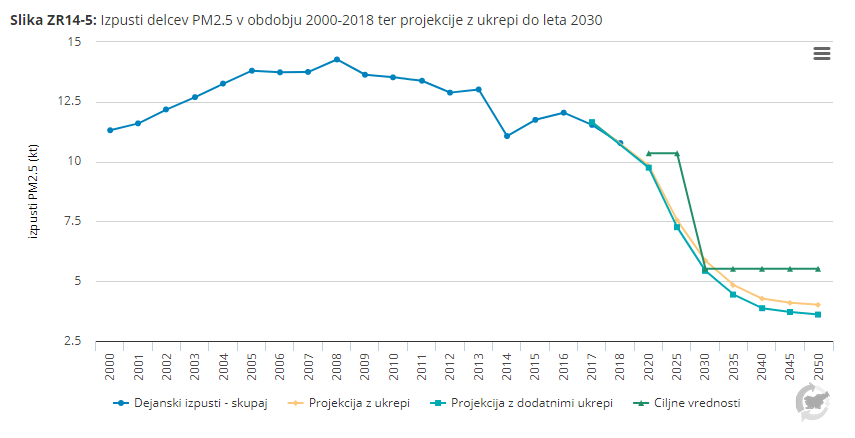 Slika ZR14-5: Izpusti delcev PM2.5 v obdobju 2000-2018 ter projekcije z ukrepi do leta 2030
15
12.5
10
7.5
5
2.5
izpusti PM2.5 (kt)
2000 2001 2002 2003 2004 2005 2006 2007 2008 2009 2010 2011 2012 2013 2014 2015 2016 2017 2018 2020 2025 2030 2035 2040 2045 2050
Dejanski izpusti - skupaj Projekcija z ukrepi Projekcija z dodatnimi ukrepi Ciljne vrednosti